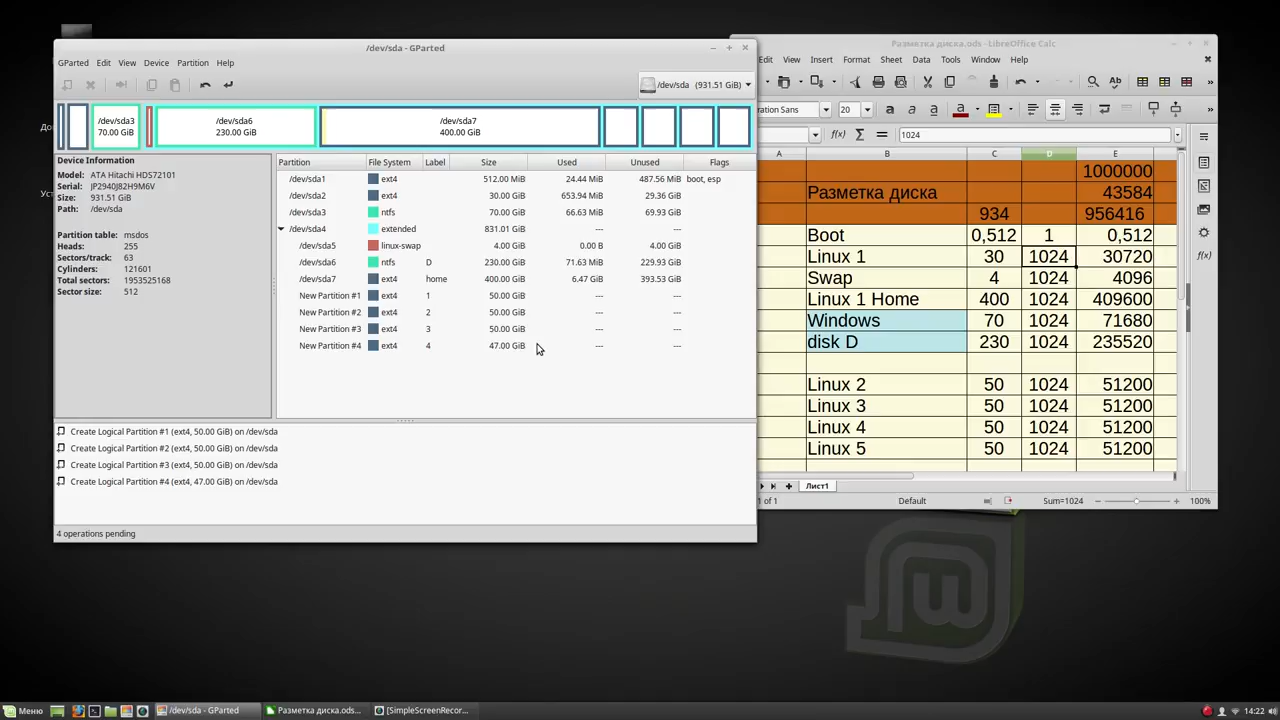 /dev/sda - GParted
GParted Edit View Device Partition Help
/dev/sda (931.51 GiB)
/dev/sda3
70.00 GiB
/dev/sda6
230.00 GiB
/dev/sda7
400.00 GiB
Device Information
Model: ATA Hitachi HDS72101
Serial: JP2940J82H9M6V
Size: 931.51 GiB
Path: /dev/sda
Partition table: msdos
Heads: 255
Sectors/track: 63
Cylinders: 121601
Total sectors: 1953525168
Sector size: 512
Partition File System Label Size Used Unused Flags
/dev/sda1 ext4 512.00 MiB 24.44 MiB 487.56 MiB boot, esp
/dev/sda2 ext4 30.00 GiB 653.94 MiB 29.36 GiB
/dev/sda3 ntfs 70.00 GiB 66.63 MiB 69.93 GiB
/dev/sda4 extended 831.01 GiB
/dev/sda5 linux-swap 4.00 GiB 0.00 B 4.00 GiB
/dev/sda6 ntfs D 230.00 GiB 71.63 MiB 229.93 GiB
/dev/sda7 ext4 home 400.00 GiB 6.47 GiB 393.53 GiB
New Partition #1 ext4 1 50.00 GiB --- ---
New Partition #2 ext4 2 50.00 GiB --- ---
New Partition #3 ext4 3 50.00 GiB --- ---
New Partition #4 ext4 4 47.00 GiB --- ---
Create Logical Partition #1 (ext4, 50.00 GiB) on /dev/sda
Create Logical Partition #2 (ext4, 50.00 GiB) on /dev/sda
Create Logical Partition #3 (ext4, 50.00 GiB) on /dev/sda
Create Logical Partition #4 (ext4, 47.00 GiB) on /dev/sda
4 operations pending
Разметка диска.ods - LibreOffice Calc
Edit View Insert Format Sheet Data Tools Window Help
ation Sans 20
1024
A B C D E
1000000
Разметка диска 43584
934 956416
Boot 0,512 1 0,512
Linux 1 30 1024 30720
Swap 4 1024 4096
Linux 1 Home 400 1024 409600
Windows 70 1024 71680
disk D 230 1024 235520
Linux 2 50 1024 51200
Linux 3 50 1024 51200
Linux 4 50 1024 51200
Linux 5 50 1024 51200
Лист1
1 of 1 Default Sum=1024 100%
До
Ус
Меню /dev/sda - GParted Разметка диска.ods... [SimpleScreenRecor... 14:22